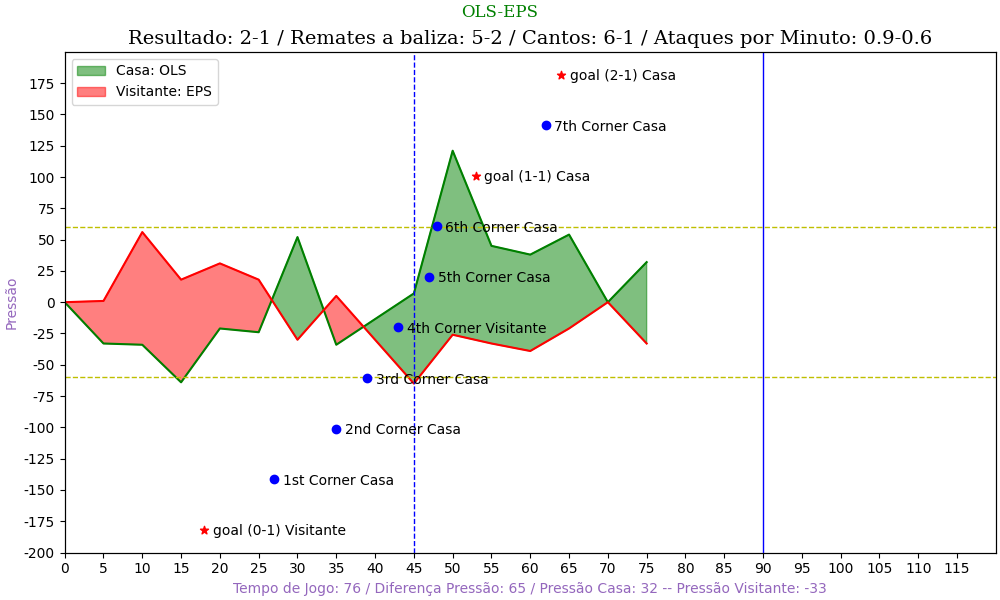 OLS-EPS
Resultado: 2-1 / Remates a baliza: 5-2 / Cantos: 6-1 / Ataques por Minuto: 0.9-0.6
Casa: OLS
Visitante: EPS
175
150
125
100
75
50
25
0
-25
-50
-75
-100
-125
-150
-175
-200
Pressão
goal (2-1) Casa
7th Corner Casa
goal (1-1) Casa
6th Corner Casa
5th Corner Casa
4th Corner Visitante
3rd Corner Casa
2nd Corner Casa
1st Corner Casa
goal (0-1) Visitante
0 5 10 15 20 25 30 35 40 45 50 55 60 65 70 75 80 85 90 95 100 105 110 115
Tempo de Jogo: 76 / Diferença Pressão: 65 / Pressão Casa: 32 -- Pressão Visitante: -33